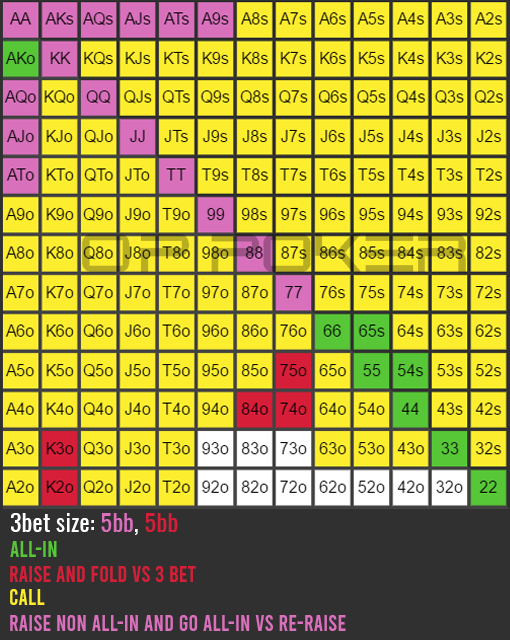 AA AKs AQs AJs ATs A9s A8s A7s A6s A5s A4s A3s A2s
AKo KK KQs KJs KTs K9s K8s K7s K6s K5s K4s K3s K2s
AQo KQo QQ QJs QTs Q9s Q8s Q7s Q6s Q5s Q4s Q3s Q2s
AJo KJo QJo JJ JTs J9s J8s J7s J6s J5s J4s J3s J2s
ATo KTo QTo JTo TT T9s T8s T7s T6s T5s T4s T3s T2s
A9o K9o Q9o J9o T9o 99 98s 97s 96s 95s 94s 93s 92s
A8o K8o Q8o J8o T8o 98o 88 87s 86s 85s 84s 83s 82s
OP POKER
A7o K7o Q7o J7o T7o 97o 87o 77 76s 75s 74s 73s 72s
A6o K6o Q6o J6o T6o 96o 86o 76o 66 65s 64s 63s 62s
A5o K5o Q5o J5o T5o 95o 85o 75o 65o 55 54s 53s 52s
A4o K4o Q4o J4o T4o 94o 84o 74o 64o 54o 44 43s 42s
A3o K3o Q3o J3o T3o 93o 83o 73o 63o 53o 43o 33 32s
A2o K2o Q2o J2o T2o 92o 82o 72o 62o 52o 42o 32o 22
3bet size: 5bb, 5bb
ALL-IN
RAISE AND FOLD VS 3 BET
CALL
RAISE NON ALL-IN AND GO ALL-IN VS RE-RAISE